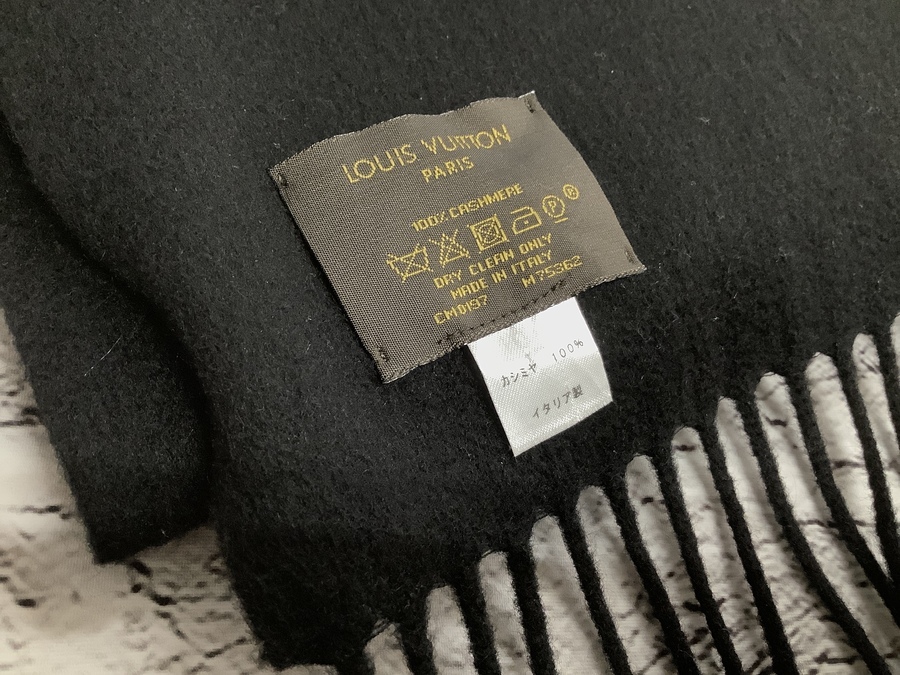 LOUIS VUITTON
PARIS
100% CASHMERE
P ®
DRY CLEAN ONLY
MADE IN ITALY
CM0197 M75362
カシミヤ 100%
イタリア製